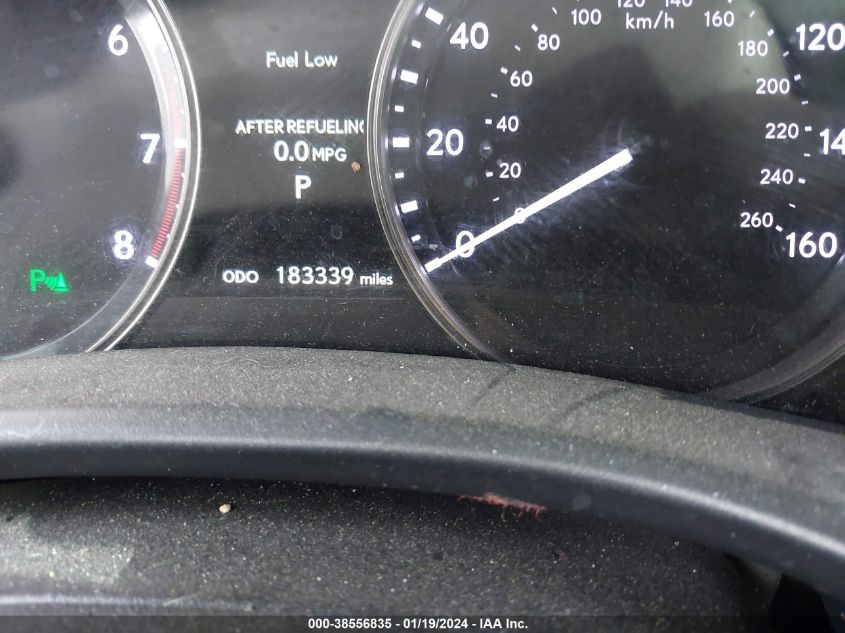 6
7
8
P
Fuel Low
AFTER REFUELING
0.0 MPG
P
ODO 183339 miles
0
20
40
120
14
160
km/h
0
20
40
60
80
100
120
140
160
180
200
220
240
260
000-38556835 - 01/19/2024 - IAA Inc.